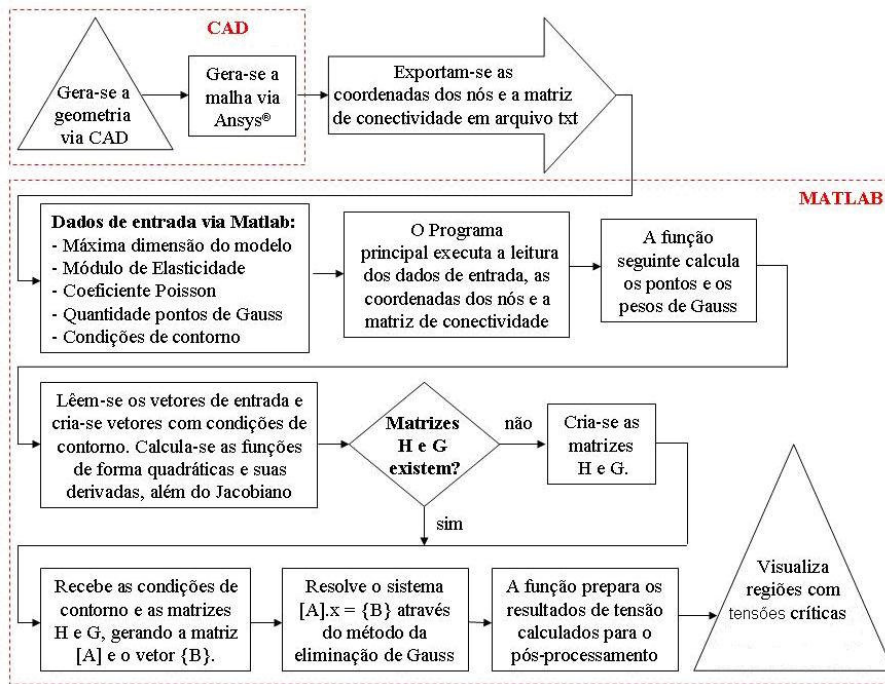 CAD
Gera-se a
geometria
via CAD
Gera-se a
malha via
Ansys®
Exportam-se as
coordenadas dos nós e a matriz
de conectividade em arquivo txt
MATLAB
Dados de entrada via Matlab:
- Máxima dimensão do modelo
- Módulo de Elasticidade
- Coeficiente Poisson
- Quantidade pontos de Gauss
- Condições de contorno
O Programa
principal executa a leitura
dos dados de entrada, as
coordenadas dos nós e a
matriz de conectividade
A função
seguinte calcula
os pontos e os
pesos de Gauss
Lêem-se os vetores de entrada e
cria-se vetores com condições de
contorno. Calcula-se as funções
de forma quadráticas e suas
derivadas, além do Jacobiano
Matrizes
H e G
existem?
não
Cria-se as
matrizes
H e G.
sim
Recebe as condições de
contorno e as matrizes
H e G, gerando a matriz
[A] e o vetor {B}.
Resolve o sistema
[A].x = {B} através
do método da
eliminação de Gauss
A função prepara os
resultados de tensão
calculados para o
pós-processamento
Visualiza
regiões com
tensões críticas